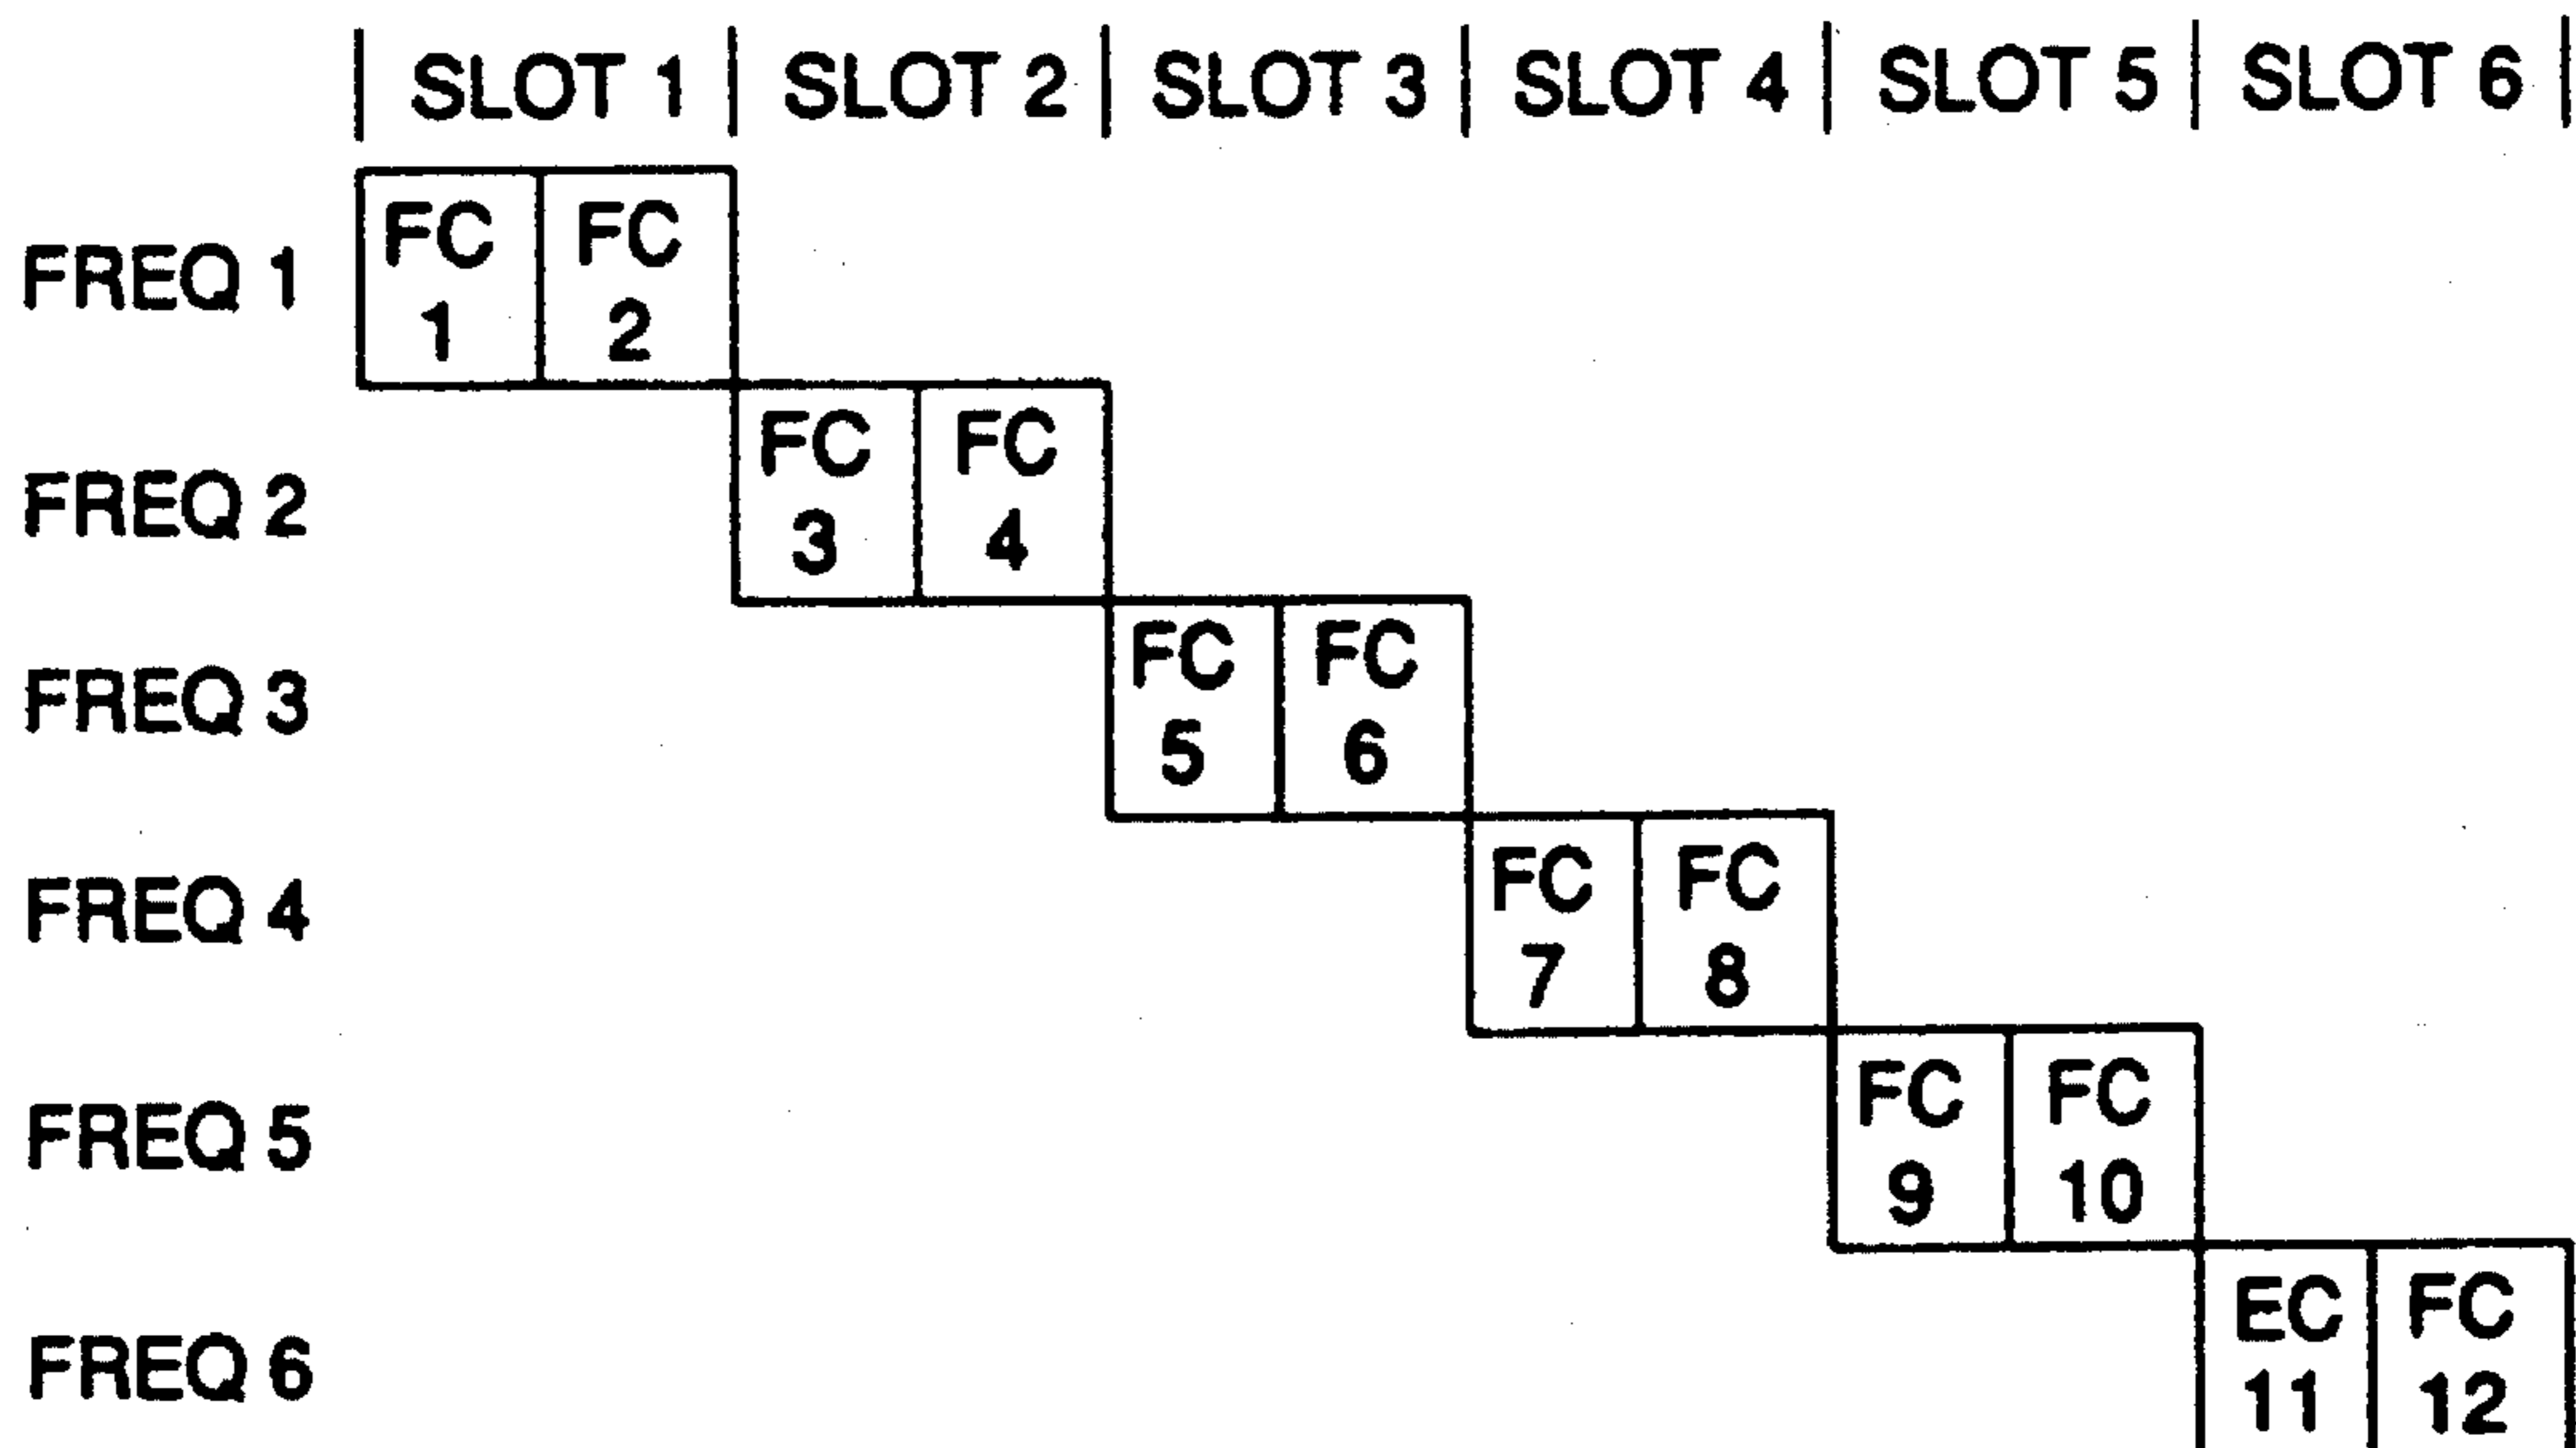 SLOT 1 SLOT 2 SLOT 3 SLOT 4 SLOT 5 SLOT 6
FREQ 1
FC FC
1 2
FREQ 2
FC FC
3 4
FREQ 3
FC FC
5 6
FREQ 4
FC FC
7 8
FREQ 5
FC FC
9 10
FREQ 6
EC FC
11 12